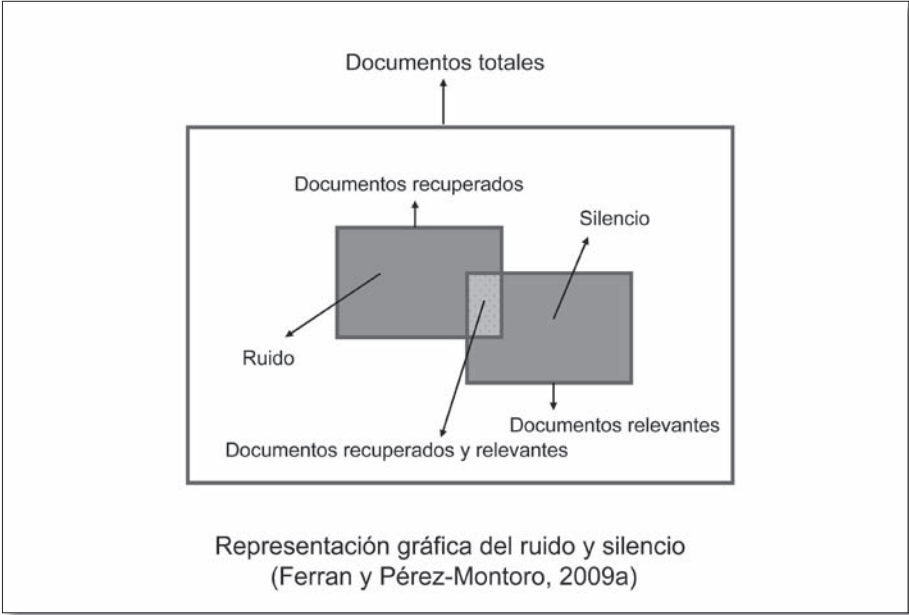 Documentos totales
Documentos recuperados
Silencio
Ruido
Documentos relevantes
Documentos recuperados y relevantes
Representación gráfica del ruido y silencio
(Ferran y Pérez-Montoro, 2009a)